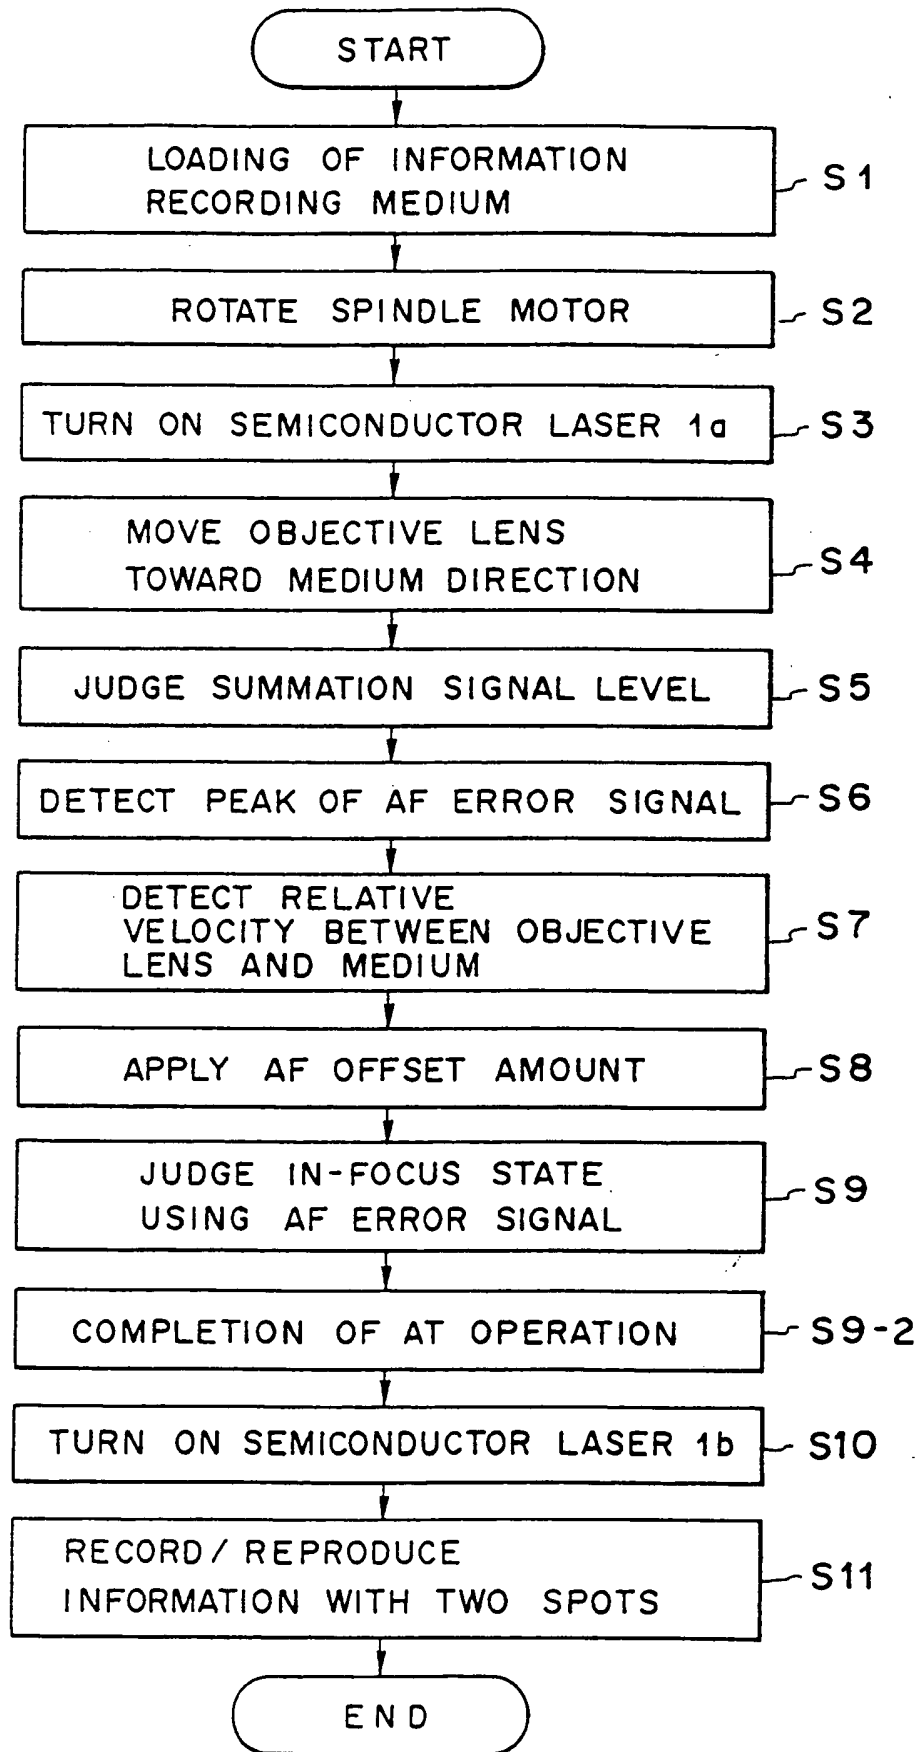 START
LOADING OF INFORMATION
RECORDING MEDIUM
S1
ROTATE SPINDLE MOTOR
S2
TURN ON SEMICONDUCTOR LASER 1a
S3
MOVE OBJECTIVE LENS
TOWARD MEDIUM DIRECTION
S4
JUDGE SUMMATION SIGNAL LEVEL
S5
DETECT PEAK OF AF ERROR SIGNAL
S6
DETECT RELATIVE
VELOCITY BETWEEN OBJECTIVE
LENS AND MEDIUM
S7
APPLY AF OFFSET AMOUNT
S8
JUDGE IN-FOCUS STATE
USING AF ERROR SIGNAL
S9
COMPLETION OF AT OPERATION
S9-2
TURN ON SEMICONDUCTOR LASER 1b
S10
RECORD / REPRODUCE
INFORMATION WITH TWO SPOTS
S11
END